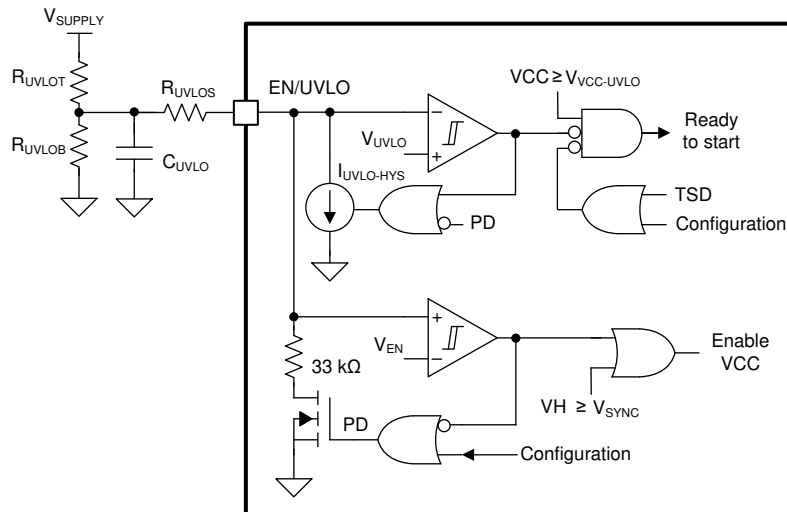 VSUPPLY
RUVLOT
RUVLOS
EN/UVLO
VCC ≥ VVCC-UVLO
Ready
to start
RUVLOB
CUVLO
VUVLO
−
+
IUVLO-HYS
PD
TSD
Configuration
+
−
VEN
33 kΩ
Enable
VCC
PD
VH ≥ VSYNC
Configuration